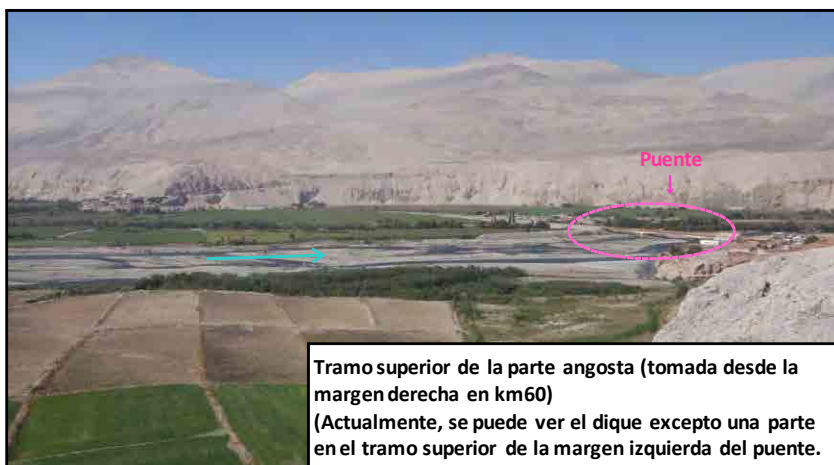 Puente
Tramo superior de la parte angosta (tomada desde la
margen derecha en km60)
(Actualmente, se puede ver el dique excepto una parte
en el tramo superior de la margen izquierda del puente.